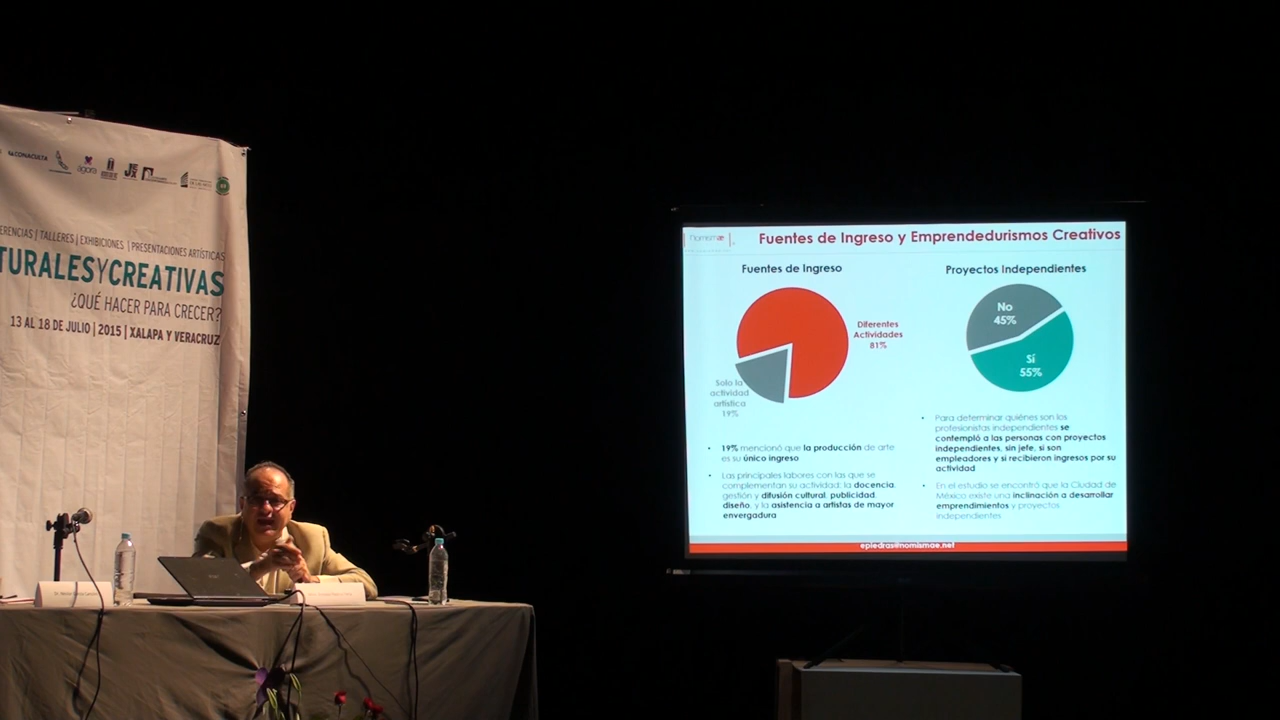 CONACULTA
ágora
ERENCIAS | TALLERES | EXHIBICIONES | PRESENTACIONES ARTÍSTICAS
TURALESYCREATIVAS
¿QUÉ HACER PARA CRECER?
13 AL 18 DE JULIO | 2015 | XALAPA Y VERACRUZ
nomismæ
Fuentes de Ingreso y Emprendedurismos Creativos
Fuentes de Ingreso
Diferentes
Actividades
81%
Solo la
actividad
artística
19%
• 19% mencionó que la producción de arte
es su único ingreso
• Las principales labores con las que se
complementan su actividad: la docencia,
gestión y difusión cultural, publicidad,
diseño, y la asistencia a artistas de mayor
envergadura
Proyectos Independientes
No
45%
Sí
55%
• Para determinar quiénes son los
profesionistas independientes se
contempló a las personas con proyectos
independientes, sin jefe, si son
empleadores y si recibieron ingresos por su
actividad
• En el estudio se encontró que la Ciudad de
México existe una inclinación a desarrollar
emprendimientos y proyectos
independientes
epiedras@nomismae.net